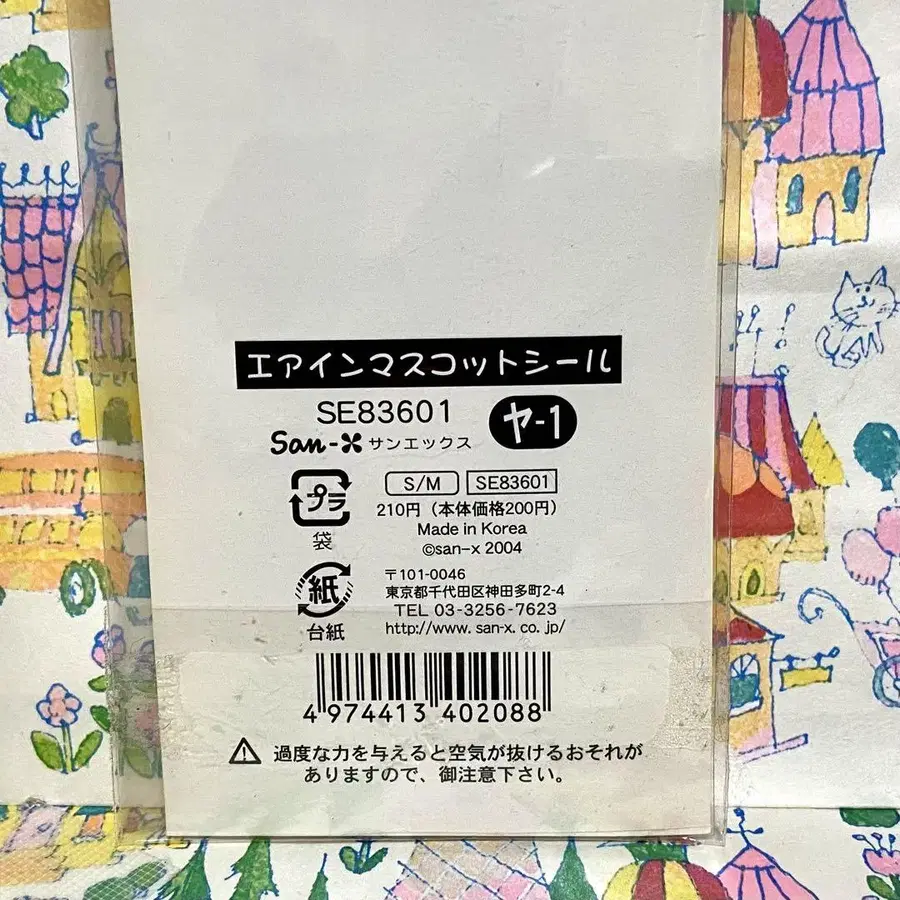 エアインマスコットシール
SE83601
ヤ-1
San-X サンエックス
プラ
袋
S/M SE83601
210円(本体価格200円)
Made in Korea
©san-x 2004
紙
台紙
〒101-0046
東京都千代田区神田多町2-4
TEL 03-3256-7623
http://www.san-x.co.jp/
4 974413 402088
過度な力を与えると空気が抜けるおそれが
ありますので、御注意下さい。